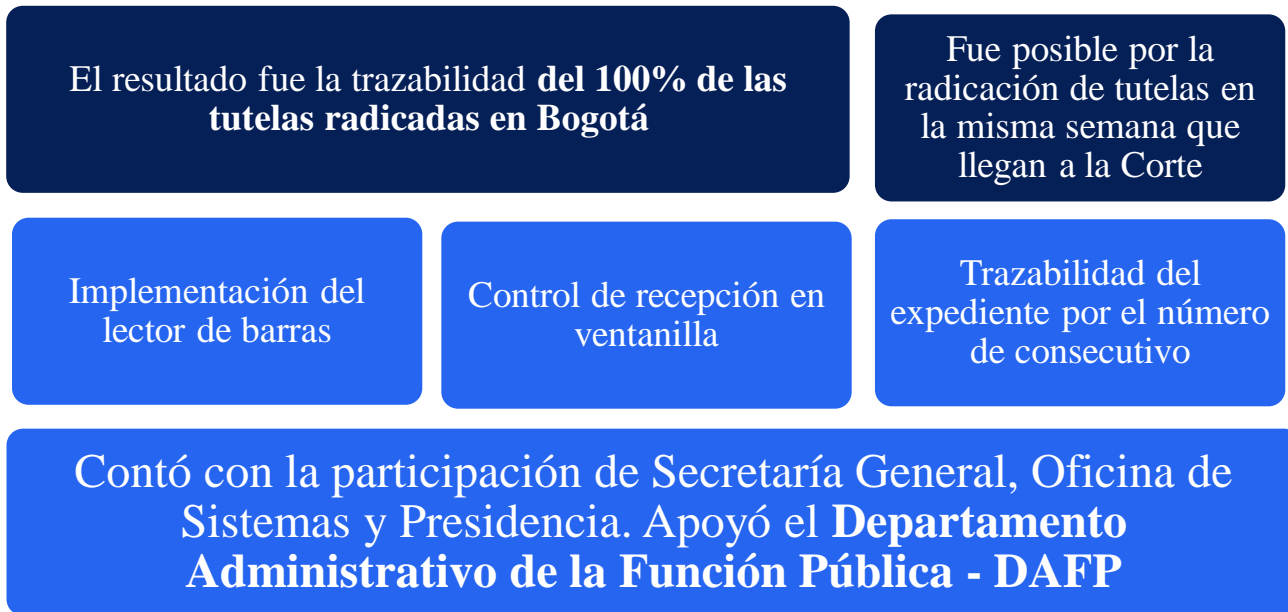 El resultado fue la trazabilidad del 100% de las
tutelas radicadas en Bogotá
Fue posible por la
radicación de tutelas en
la misma semana que
llegan a la Corte
Implementación del
lector de barras
Control de recepción en
ventanilla
Trazabilidad del
expediente por el número
de consecutivo
Contó con la participación de Secretaría General, Oficina de
Sistemas y Presidencia. Apoyó el Departamento
Administrativo de la Función Pública - DAFP